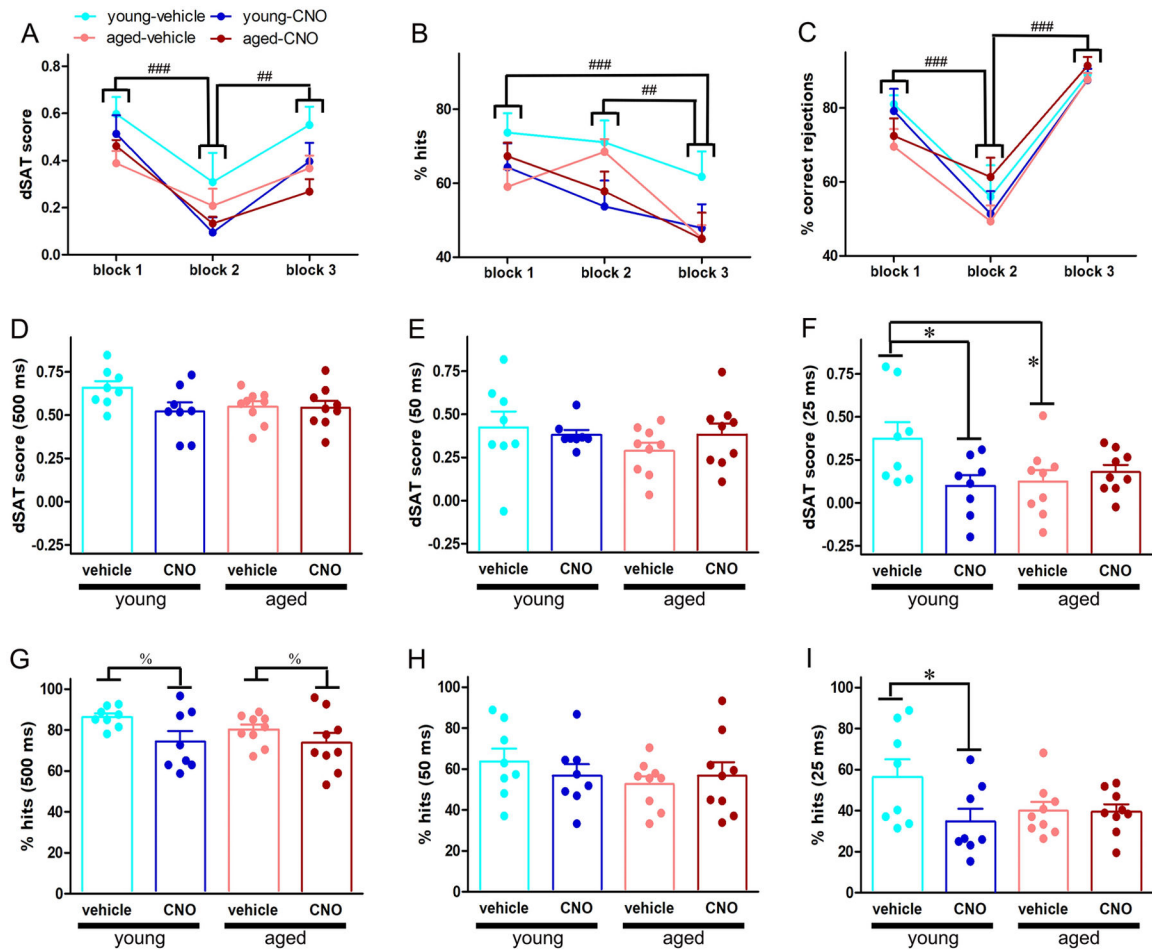 young-vehicle young-CNO
aged-vehicle aged-CNO
A
dSAT score
0.8
0.6
0.4
0.2
0.0
### ##
block 1 block 2 block 3
B
% hits
80
60
40
###
##
block 1 block 2 block 3
C
% correct rejections
80
60
40
###
###
block 1 block 2 block 3
D
dSAT score (500 ms)
0.75
0.50
0.25
0.00
-0.25
vehicle CNO vehicle CNO
young aged
E
dSAT score (50 ms)
0.75
0.50
0.25
0.00
-0.25
vehicle CNO vehicle CNO
young aged
F
dSAT score (25 ms)
0.75
0.50
0.25
0.00
-0.25
*
*
vehicle CNO vehicle CNO
young aged
G
% hits (500 ms)
100
80
60
40
20
0
% %
vehicle CNO vehicle CNO
young aged
H
% hits (50 ms)
100
80
60
40
20
0
vehicle CNO vehicle CNO
young aged
I
% hits (25 ms)
100
80
60
40
20
0
*
vehicle CNO vehicle CNO
young aged